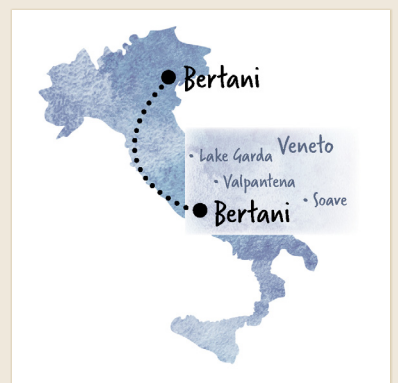 Bertani
Veneto
Lake Garda
Valpantena
Soave
Bertani